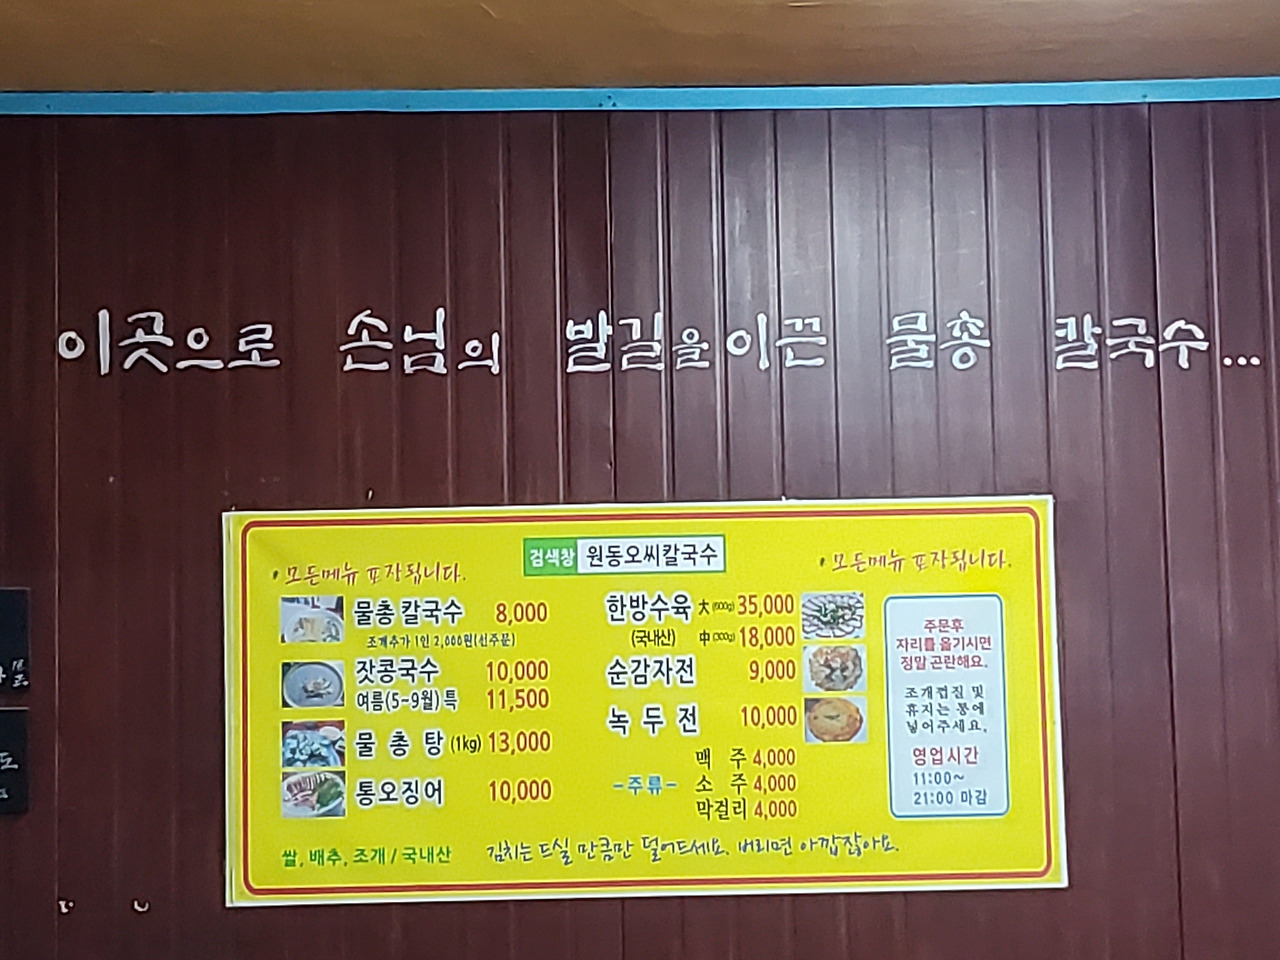 이곳으로 손님의 발길을 이끈 물총 칼국수...
검색창 원동오씨칼국수
• 모든메뉴 포장됩니다.
• 모든메뉴 포장됩니다.
물총 칼국수 8,000
조개추가 1인 2,000원(선주문)
잣콩국수 10,000
여름(5~9월) 특 11,500
물 총 탕 (1kg) 13,000
통오징어 10,000
한방수육 大 (600g) 35,000
(국내산) 中 (300g) 18,000
순감자전 9,000
녹 두 전 10,000
맥 주 4,000
-주류- 소 주 4,000
막걸리 4,000
주문후
자리를 옮기시면
정말 곤란해요.
조개껍질 및
휴지는 통에
넣어주세요.
영업시간
11:00~
21:00 마감
쌀, 배추, 조개 / 국내산
김치는 드실 만큼만 덜어드세요. 버리면 아깝잖아요.